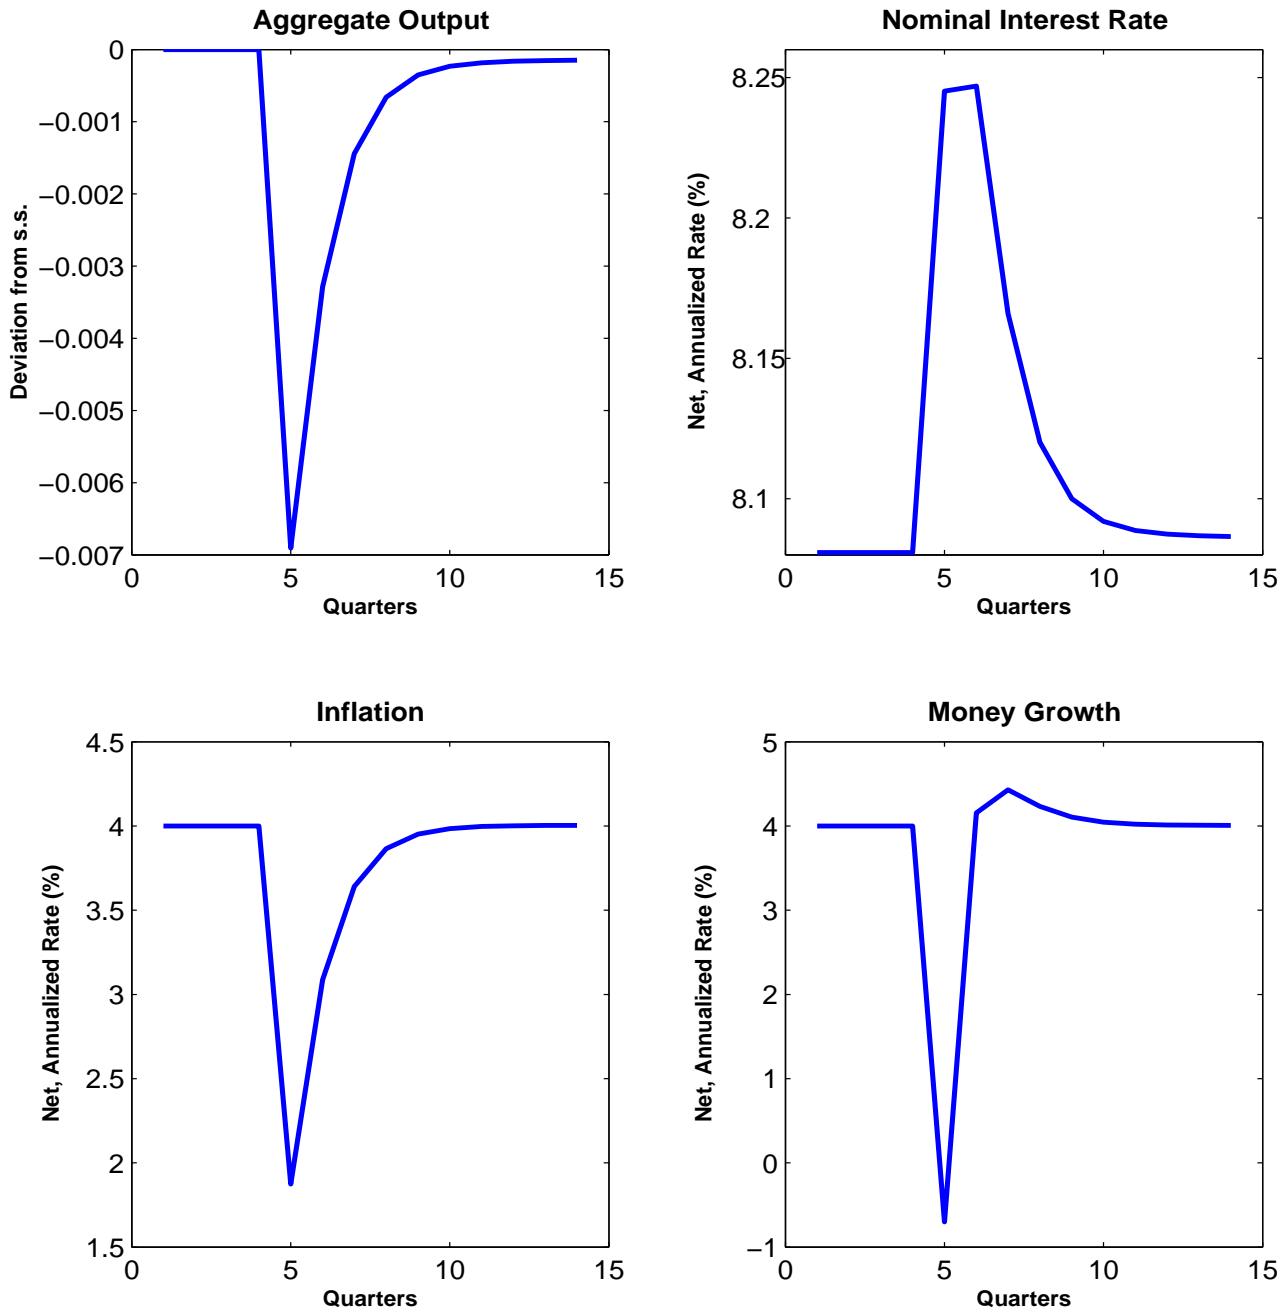 Aggregate Output
0
−0.001
−0.002
−0.003
−0.004
−0.005
−0.006
−0.007
Deviation from s.s.
0 5 10 15
Quarters
Nominal Interest Rate
8.25
8.2
8.15
8.1
Net, Annualized Rate (%)
0 5 10 15
Quarters
Inflation
4.5
4
3.5
3
2.5
2
1.5
Net, Annualized Rate (%)
0 5 10 15
Quarters
Money Growth
5
4
3
2
1
0
−1
Net, Annualized Rate (%)
0 5 10 15
Quarters